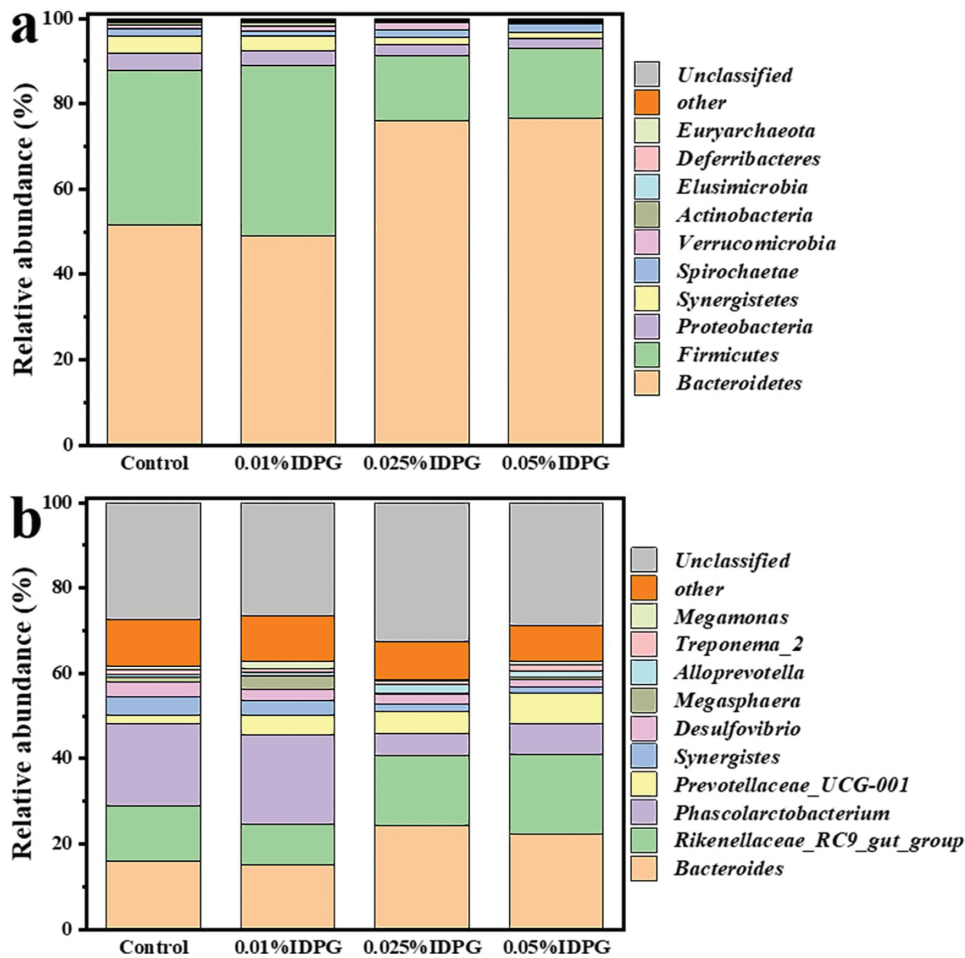 a
Relative abundance (%)
100
80
60
40
20
0
Control
0.01%IDPG
0.025%IDPG
0.05%IDPG
Unclassified
other
Euryarchaeota
Deferribacteres
Elusimicrobia
Actinobacteria
Verrucomicrobia
Spirochaetae
Synergistetes
Proteobacteria
Firmicutes
Bacteroidetes
b
Relative abundance (%)
100
80
60
40
20
0
Control
0.01%IDPG
0.025%IDPG
0.05%IDPG
Unclassified
other
Megamonas
Treponema_2
Alloprevotella
Megasphaera
Desulfovibrio
Synergistes
Prevotellaceae_UCG-001
Phascolarctobacterium
Rikenellaceae_RC9_gut_group
Bacteroides